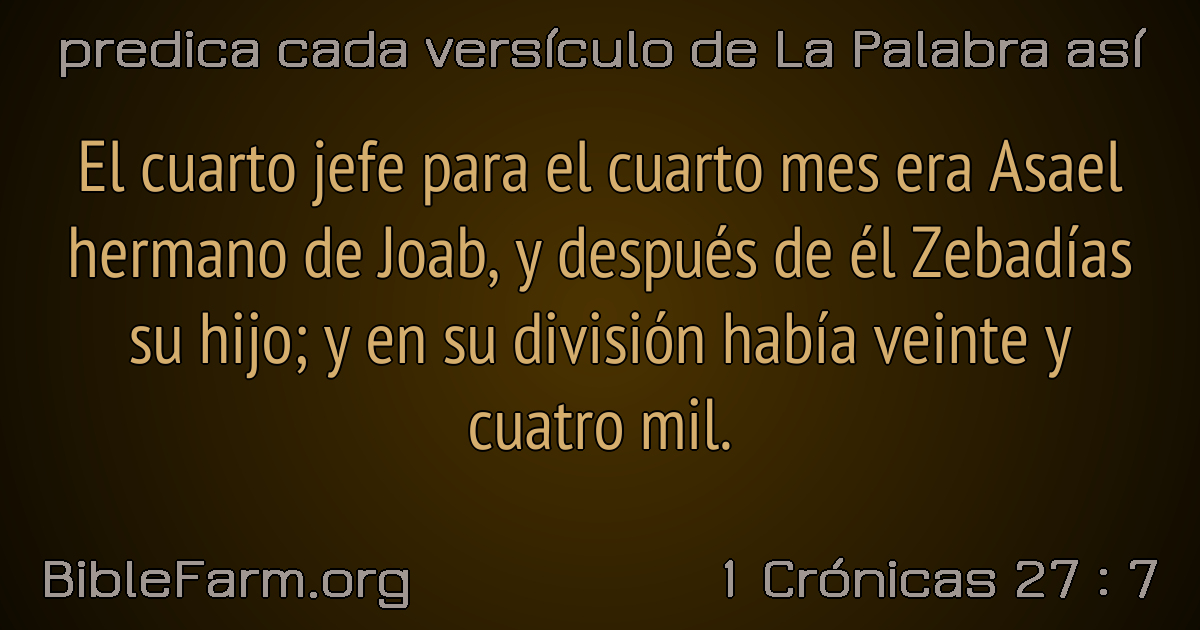 predica cada versículo de La Palabra así
El cuarto jefe para el cuarto mes era Asael
hermano de Joab, y después de él Zebadías
su hijo; y en su división había veinte y
cuatro mil.
BibleFarm.org
1 Crónicas 27 : 7